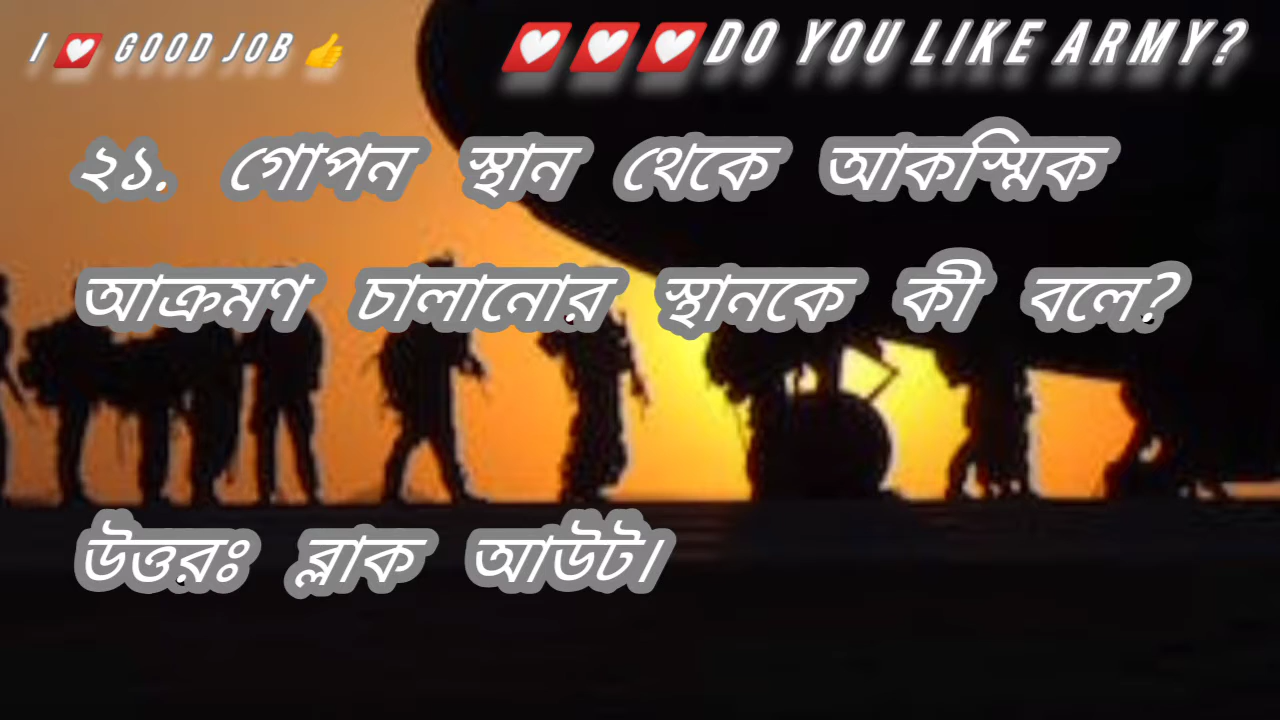 I 💟 GOOD JOB 👍
💟💟💟DO YOU LIKE ARMY?
২১. গোপন স্থান থেকে আকস্মিক
আক্রমণ চালানোর স্থানকে কী বলে?
উত্তরঃ ব্লাক আউট।